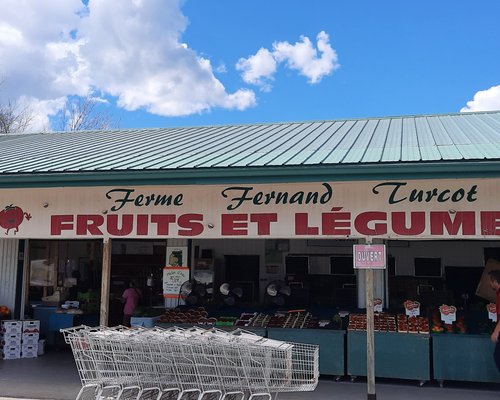 Ferme Fernand Turcot
FRUITS ET LÉGUME
OUVERT